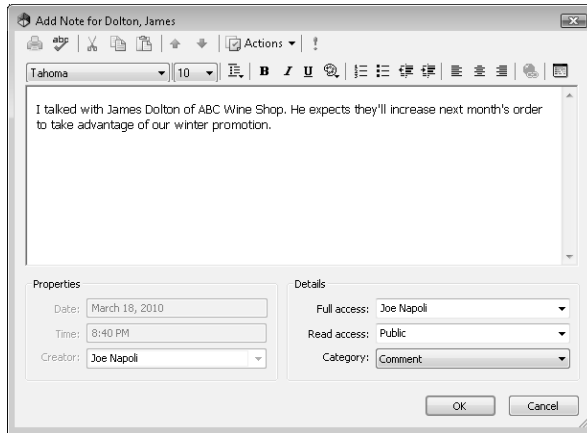 Add Note for Dolton, James
abc
Actions
!
Tahoma
10
B I U
I talked with James Dolton of ABC Wine Shop. He expects they'll increase next month's order
to take advantage of our winter promotion.
Properties
Date: March 18, 2010
Time: 8:40 PM
Creator: Joe Napoli
Details
Full access: Joe Napoli
Read access: Public
Category: Comment
OK
Cancel